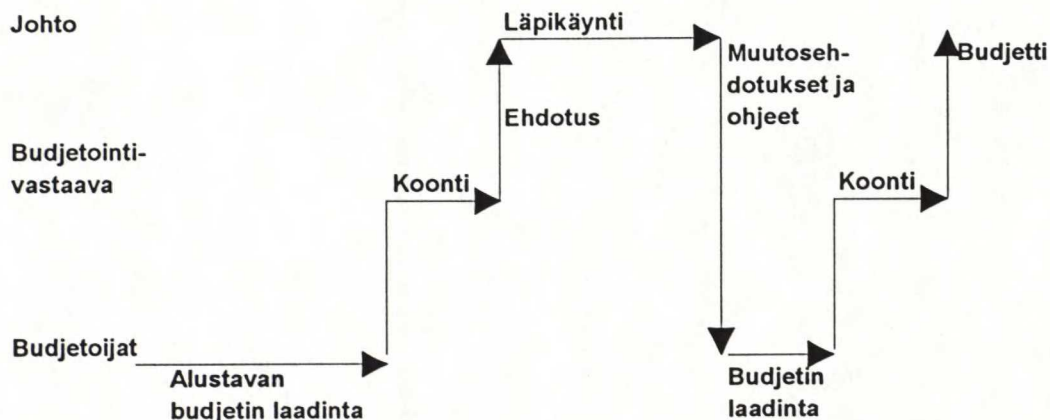 Johto
Läpikäynti
Muutoseh-
dotukset ja
ohjeet
Budjetti
Ehdotus
Budjetointi-
vastaava
Koonti
Koonti
Budjetoijat
Alustavan
budjetin laadinta
Budjetin
laadinta